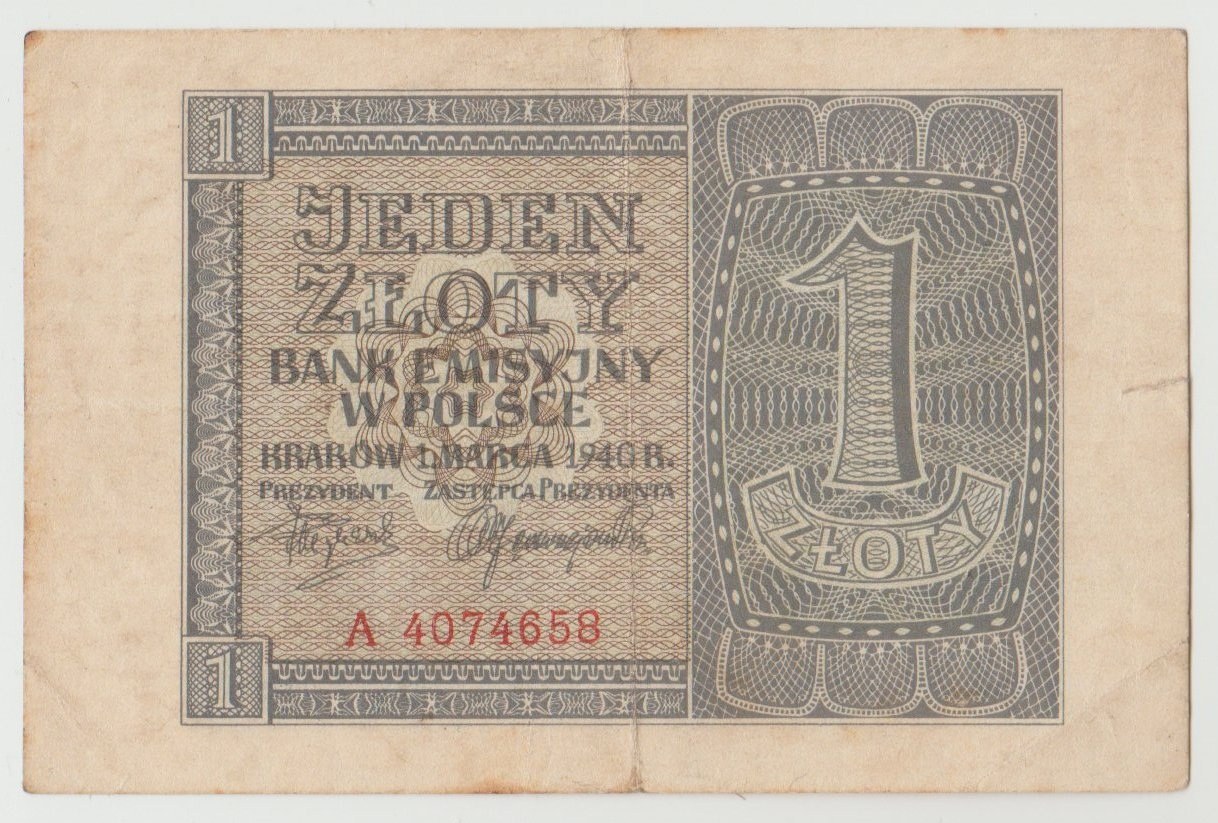 1
JEDEN
ZŁOTY
BANK EMISYJNY
W POLSCE
KRAKÓW 1. MARCA 1940 R.
PREZYDENT ZASTĘPCA PREZYDENTA
A 4074658
1
1
ZŁOTY